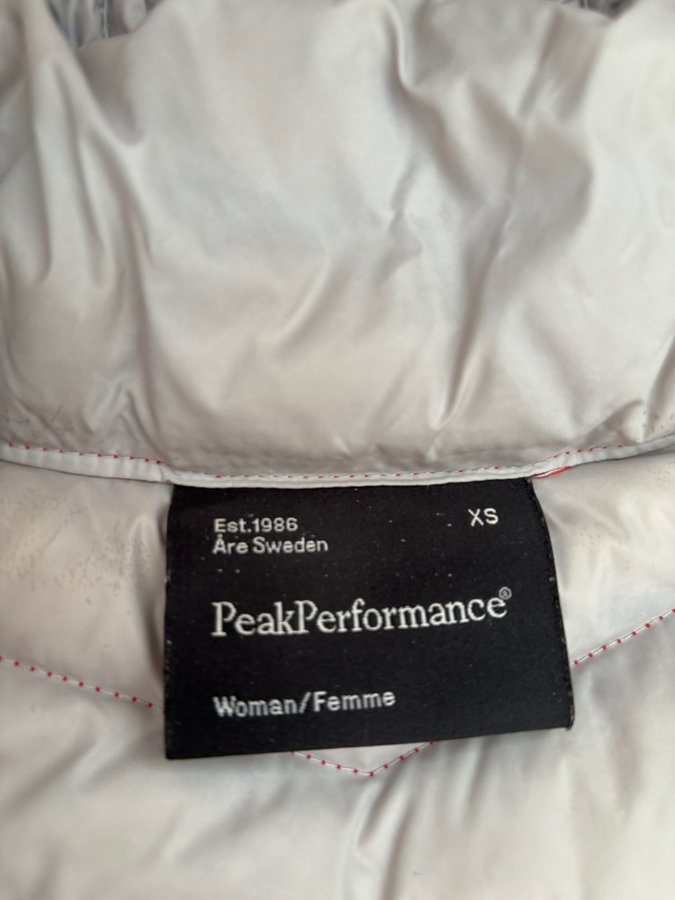 Est.1986 XS
Åre Sweden
PeakPerformance®
Woman/Femme